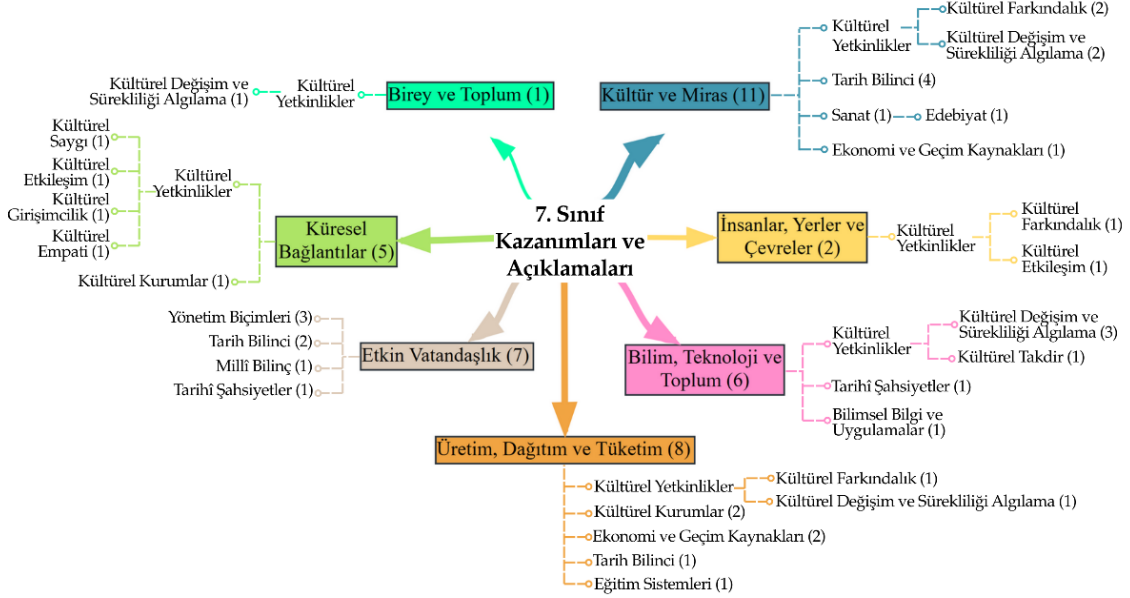 7. Sınıf
Kazanımları ve
Açıklamaları
Birey ve Toplum (1)
Kültürel
Yetkinlikler
Kültürel Değişim ve
Sürekliliği Algılama (1)
Kültür ve Miras (11)
Kültürel
Yetkinlikler
Kültürel Farkındalık (2)
Kültürel Değişim ve
Sürekliliği Algılama (2)
Tarih Bilinci (4)
Sanat (1)
Edebiyat (1)
Ekonomi ve Geçim Kaynakları (1)
Küresel
Bağlantılar (5)
Kültürel
Yetkinlikler
Kültürel
Saygı (1)
Kültürel
Etkileşim (1)
Kültürel
Girişimcilik (1)
Kültürel
Empati (1)
Kültürel Kurumlar (1)
İnsanlar, Yerler ve
Çevreler (2)
Kültürel
Yetkinlikler
Kültürel
Farkındalık (1)
Kültürel
Etkileşim (1)
Etkin Vatandaşlık (7)
Yönetim Biçimleri (3)
Tarih Bilinci (2)
Millî Bilinç (1)
Tarihî Şahsiyetler (1)
Bilim, Teknoloji ve
Toplum (6)
Kültürel
Yetkinlikler
Kültürel Değişim ve
Sürekliliği Algılama (3)
Kültürel Takdir (1)
Tarihî Şahsiyetler (1)
Bilimsel Bilgi ve
Uygulamalar (1)
Üretim, Dağıtım ve Tüketim (8)
Kültürel Yetkinlikler
Kültürel Farkındalık (1)
Kültürel Değişim ve Sürekliliği Algılama (1)
Kültürel Kurumlar (2)
Ekonomi ve Geçim Kaynakları (2)
Tarih Bilinci (1)
Eğitim Sistemleri (1)